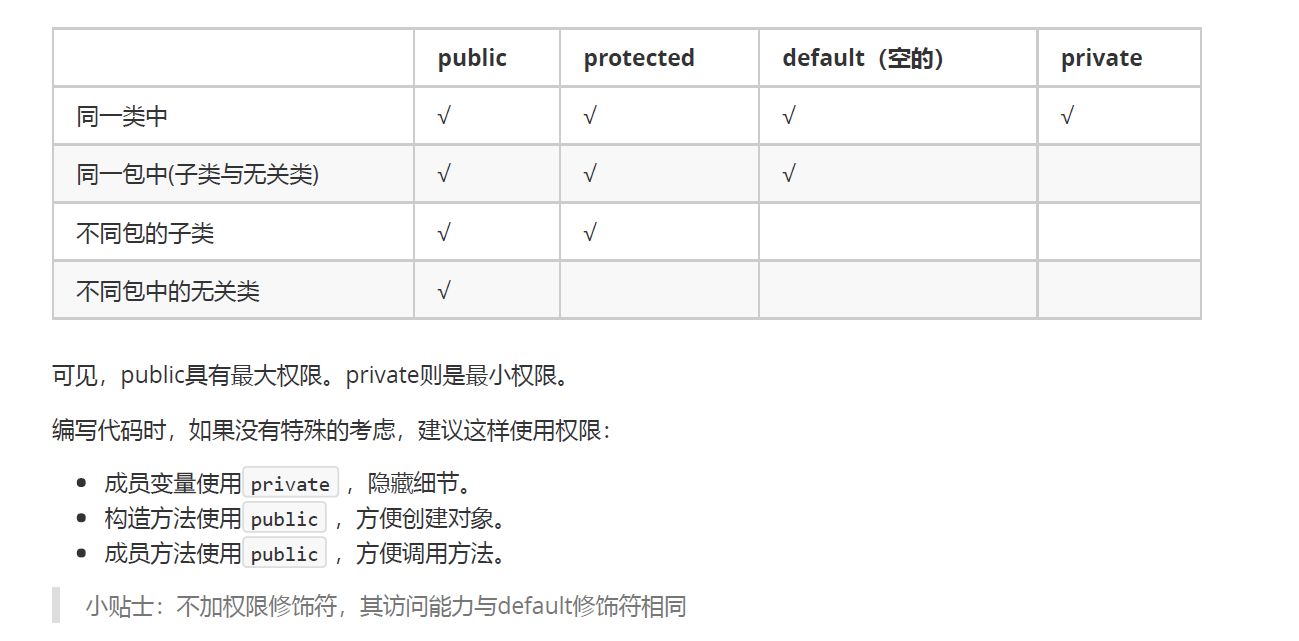 public protected default（空的） private
同一类中 √ √ √ √
同一包中(子类与无关类) √ √ √
不同包的子类 √ √
不同包中的无关类 √
可见，public具有最大权限。private则是最小权限。
编写代码时，如果没有特殊的考虑，建议这样使用权限：
成员变量使用 private ，隐藏细节。
构造方法使用 public ，方便创建对象。
成员方法使用 public ，方便调用方法。
小贴士：不加权限修饰符，其访问能力与default修饰符相同